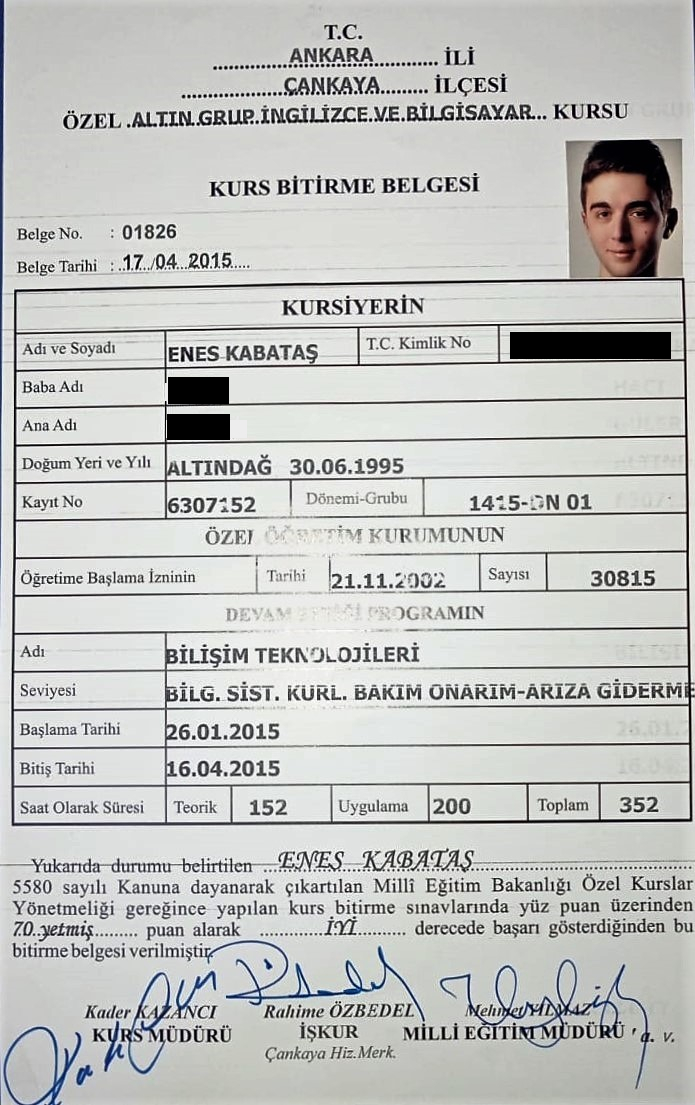 T.C.
ANKARA İLİ
ÇANKAYA İLÇESİ
ÖZEL ALTIN GRUP İNGİLİZCE VE BİLGİSAYAR KURSU
KURS BİTİRME BELGESİ
Belge No. : 01826
Belge Tarihi : 17/04 2015
KURSİYERİN
Adı ve Soyadı ENES KABATAŞ T.C. Kimlik No
Baba Adı
Ana Adı
Doğum Yeri ve Yılı ALTINDAĞ 30.06.1995
Kayıt No 6307152 Dönemi-Grubu 1415-DN 01
ÖZEL ÖĞRETİM KURUMUNUN
Öğretime Başlama İzninin Tarihi 21.11.2002 Sayısı 30815
DEVAM ETTİĞİ PROGRAMIN
Adı BİLİŞİM TEKNOLOJİLERİ
Seviyesi BİLG. SİST. KURL. BAKIM ONARIM-ARIZA GİDERME
Başlama Tarihi 26.01.2015
Bitiş Tarihi 16.04.2015
Saat Olarak Süresi Teorik 152 Uygulama 200 Toplam 352
Yukarıda durumu belirtilen ENES KABATAŞ
5580 sayılı Kanuna dayanarak çıkartılan Millî Eğitim Bakanlığı Özel Kurslar
Yönetmeliği gereğince yapılan kurs bitirme sınavlarında yüz puan üzerinden
70 yetmiş puan alarak İYİ derecede başarı gösterdiğinden bu
bitirme belgesi verilmiştir.
Kader KAZANCI Rahime ÖZBEDEL Mehmet YILMAZ
KURS MÜDÜRÜ İŞKUR MİLLİ EĞİTİM MÜDÜRÜ a. v.
Çankaya Hiz.Merk.